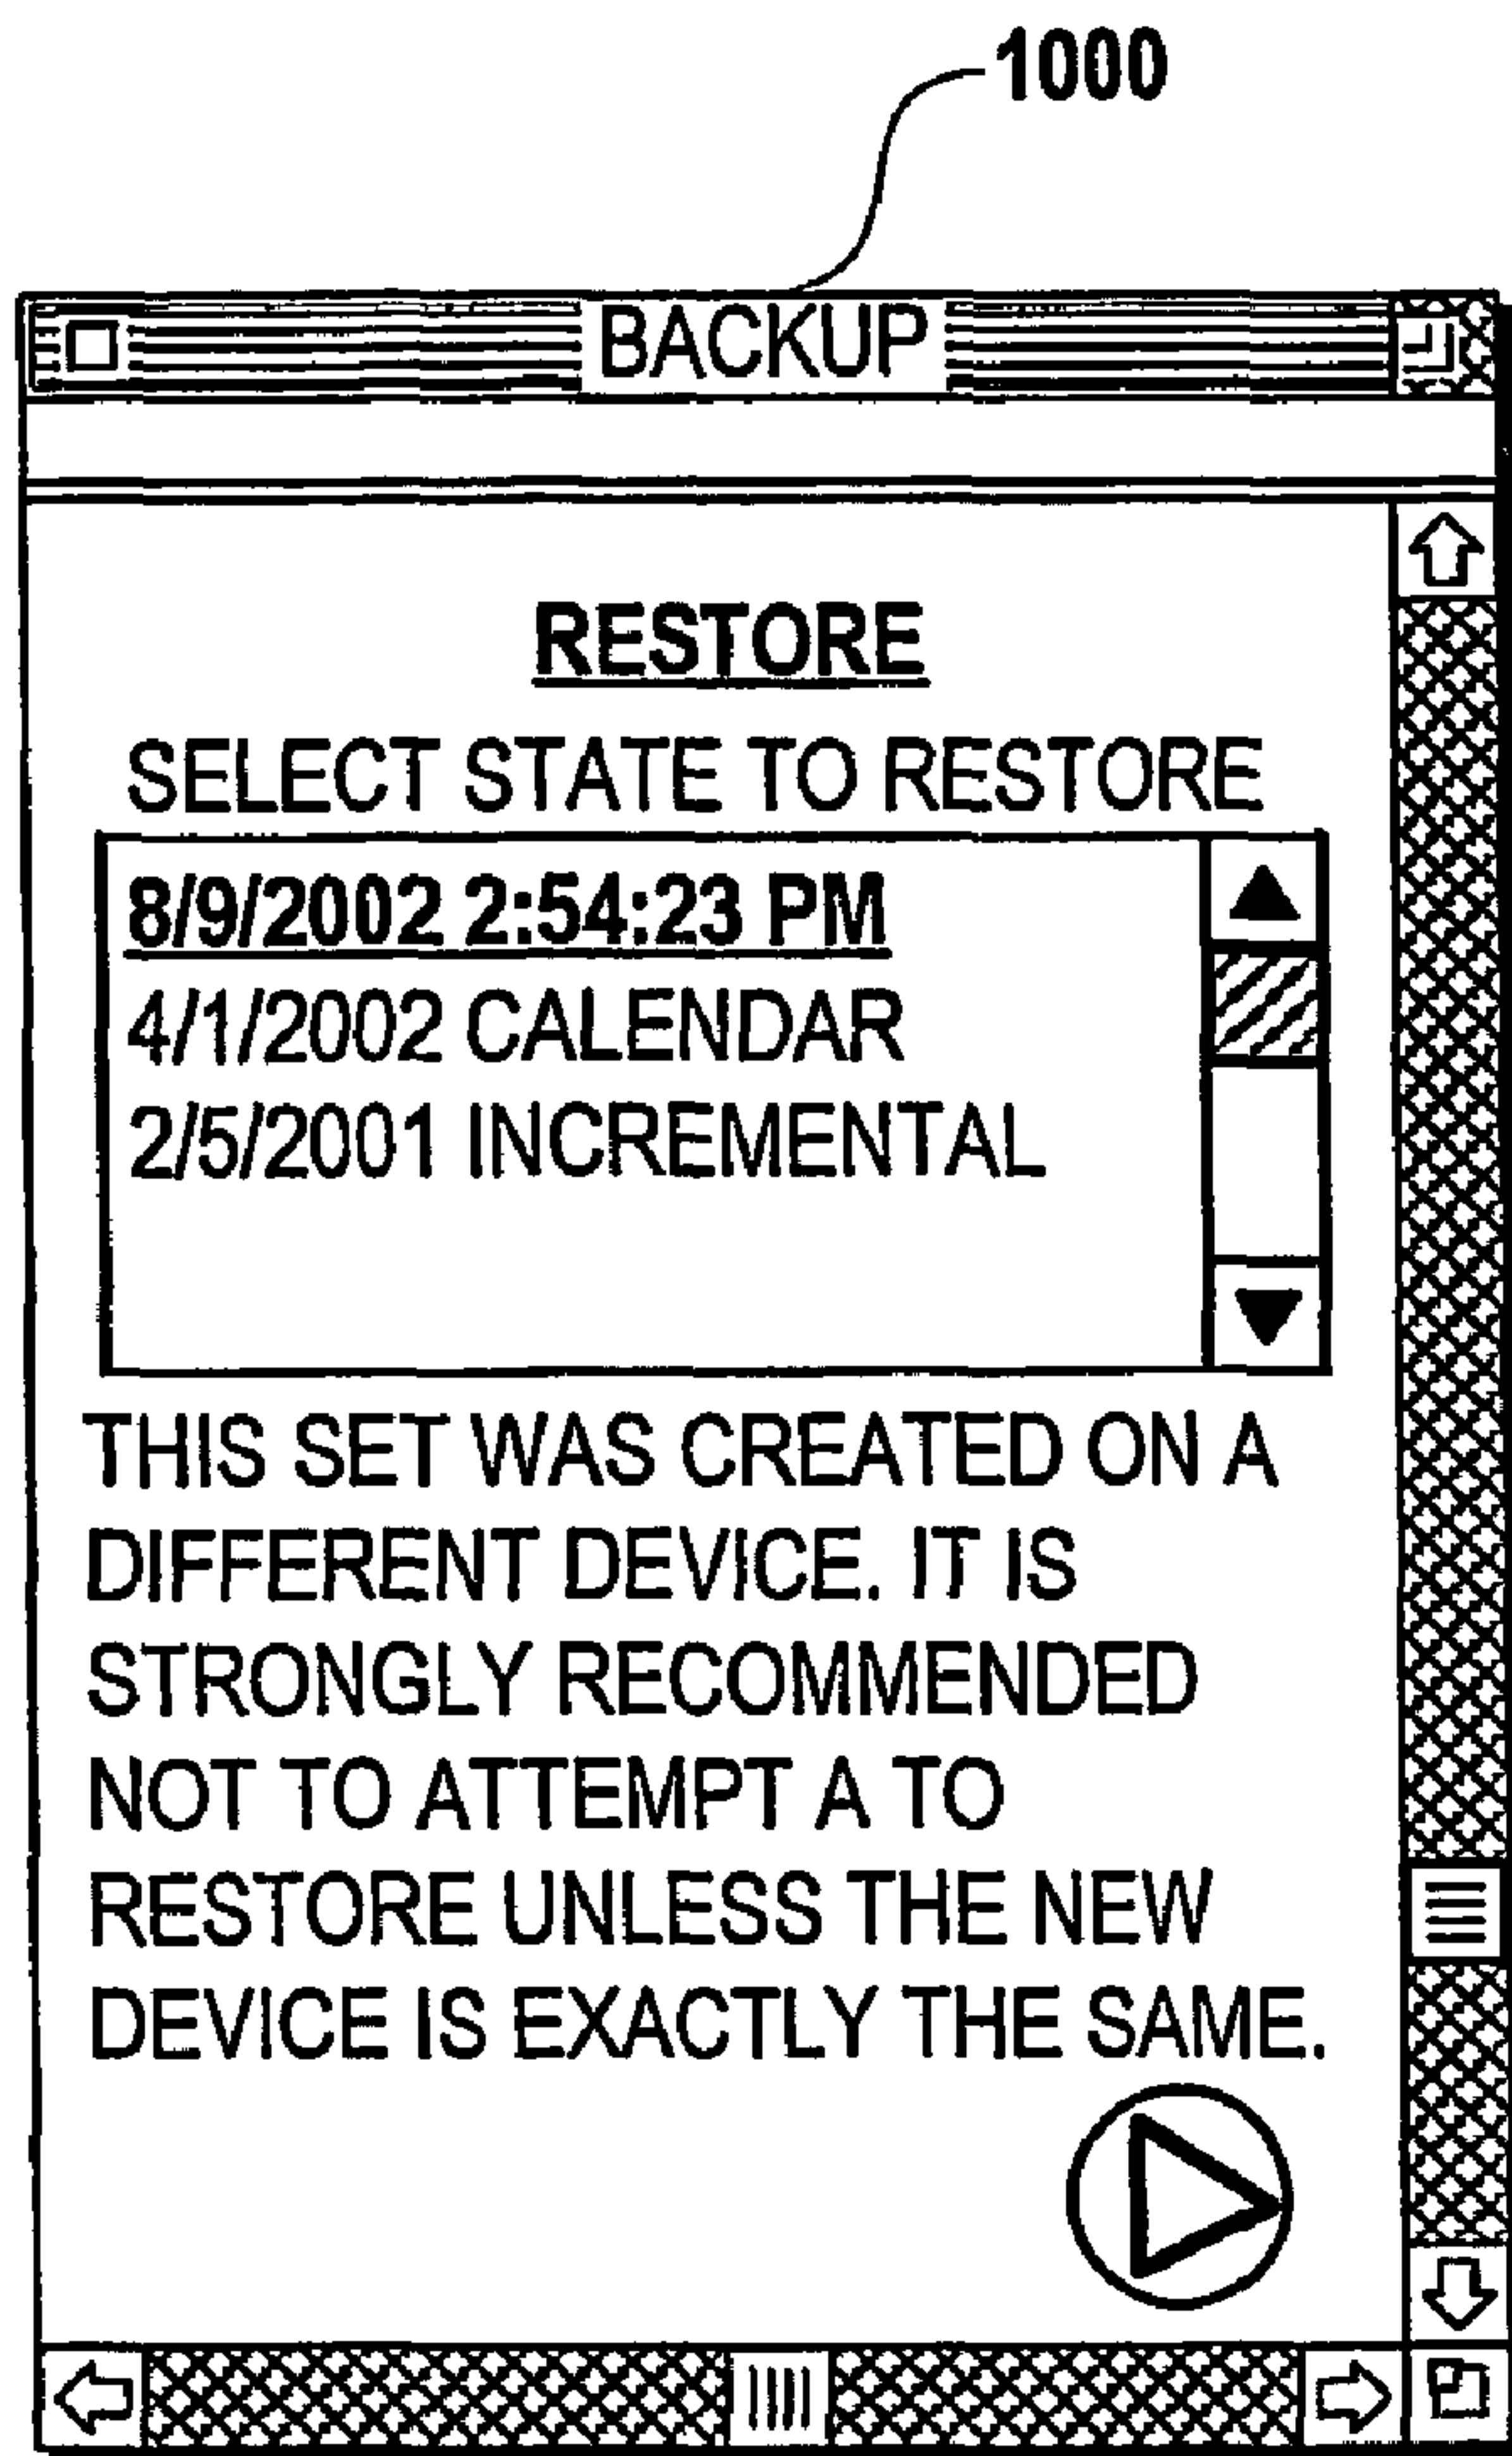 1000
BACKUP
RESTORE
SELECT STATE TO RESTORE
8/9/2002 2:54:23 PM
4/1/2002 CALENDAR
2/5/2001 INCREMENTAL
THIS SET WAS CREATED ON A
DIFFERENT DEVICE. IT IS
STRONGLY RECOMMENDED
NOT TO ATTEMPT A TO
RESTORE UNLESS THE NEW
DEVICE IS EXACTLY THE SAME.